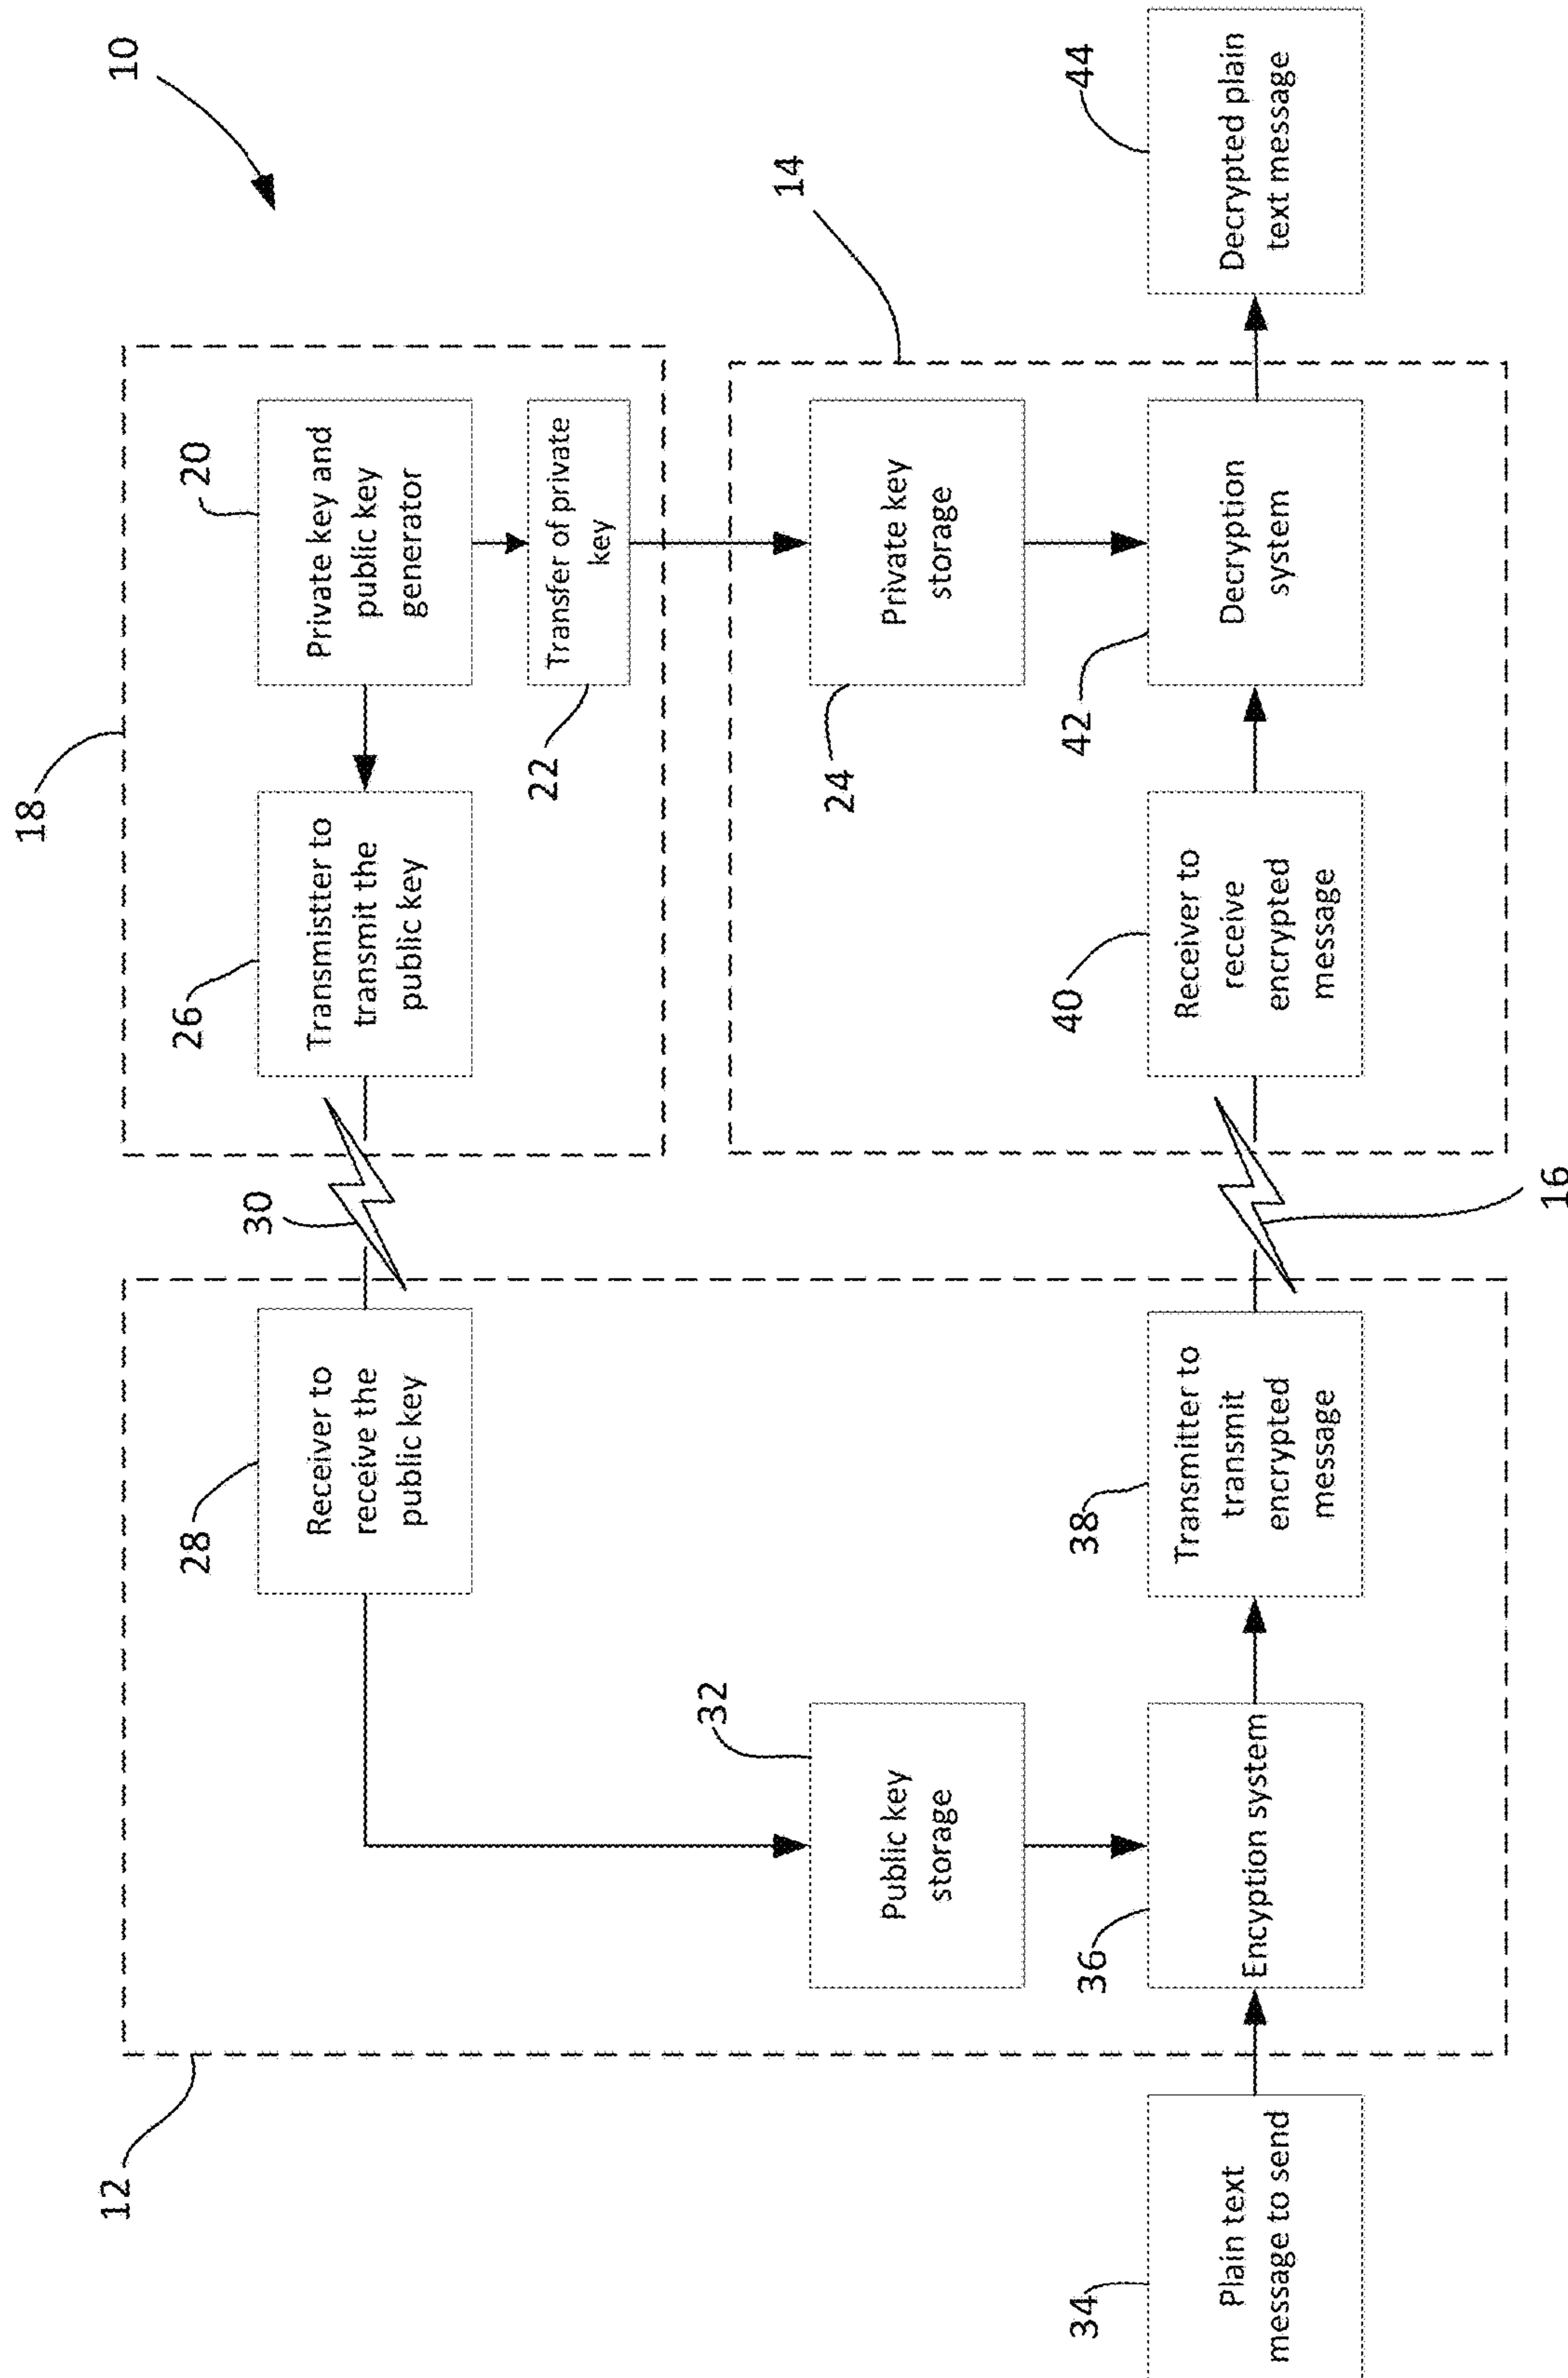 10
18
20
Private key and
public key
generator
26
Transmistter to
transmit the
public key
22
Transfer of private
key
30
28
Receiver to
receive the
public key
12
14
24
Private key
storage
32
Public key
storage
34
Plain text
message to send
36
Encyption system
38
Transmitter to
transmit
encrypted
message
16
40
Receiver to
receive
encrypted
message
42
Decryption
system
44
Decrypted plain
text message